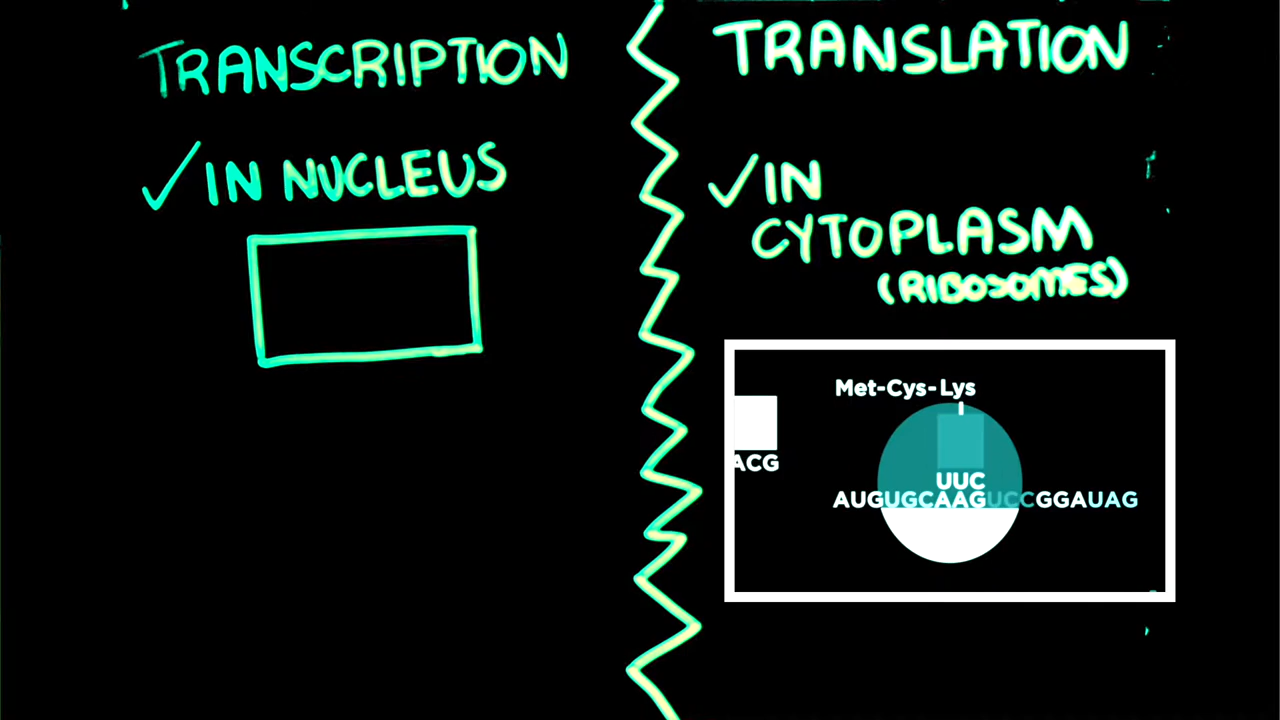 TRANSCRIPTION
✓ IN NUCLEUS
TRANSLATION
✓ IN
CYTOPLASM
(RIBOSOMES)
Met-Cys-Lys
ACG
UUC
AUGUGCAAGUCCGGAUAG